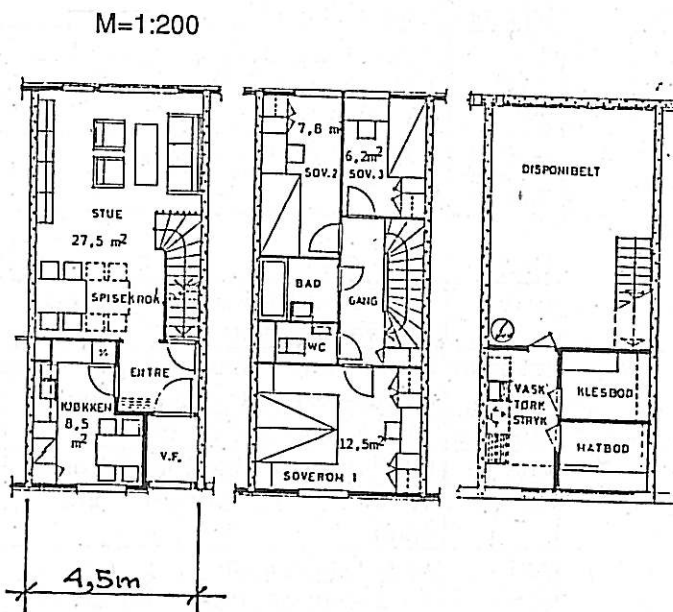 M=1:200
STUE
27,5 m²
SPISEKROK
ENTRE
KJØKKEN
8,5
m²
V.F.
4,5m
7,8 m
SOV.2
6,2m²
SOV.3
BAD
GANG
WC
12,5m²
SOVEROM 1
DISPONIBELT
VASK
TØRK
STRYK
KLESBOD
MATBOD